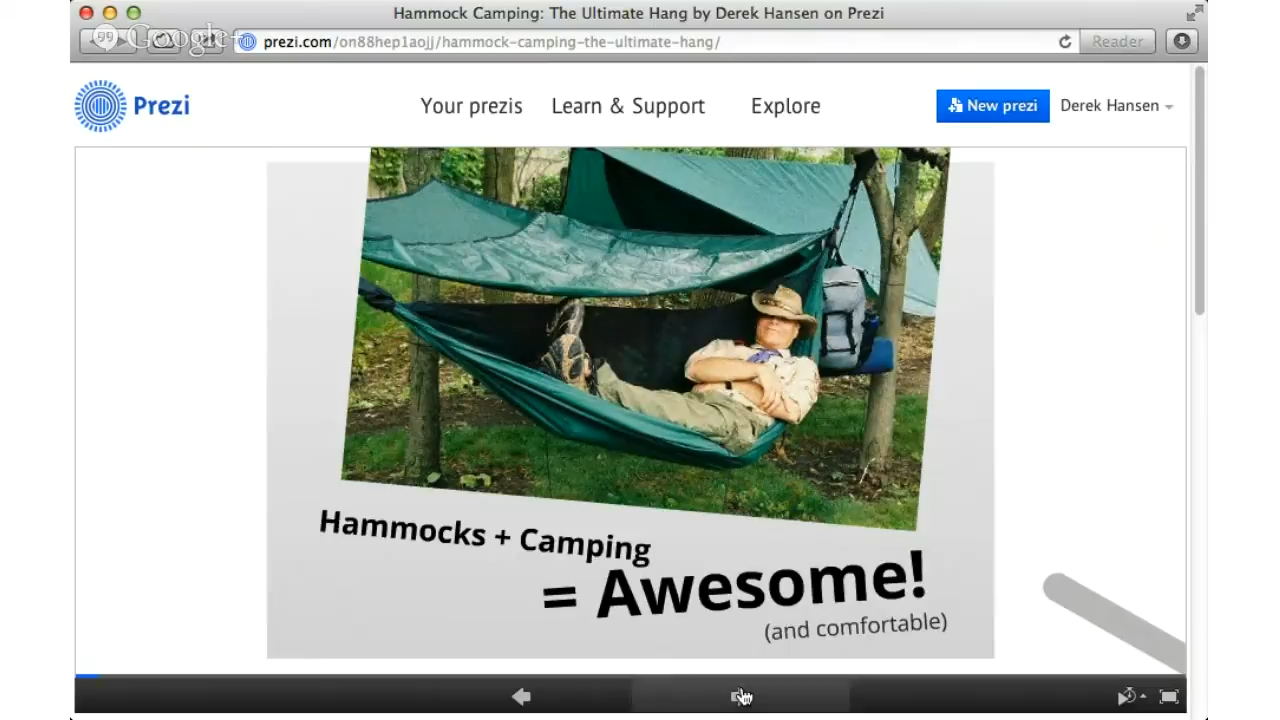 Hammock Camping: The Ultimate Hang by Derek Hansen on Prezi
Google+
prezi.com/on88hep1aojj/hammock-camping-the-ultimate-hang/
Reader
Prezi
Your prezis
Learn & Support
Explore
New prezi
Derek Hansen
Hammocks + Camping
= Awesome!
(and comfortable)